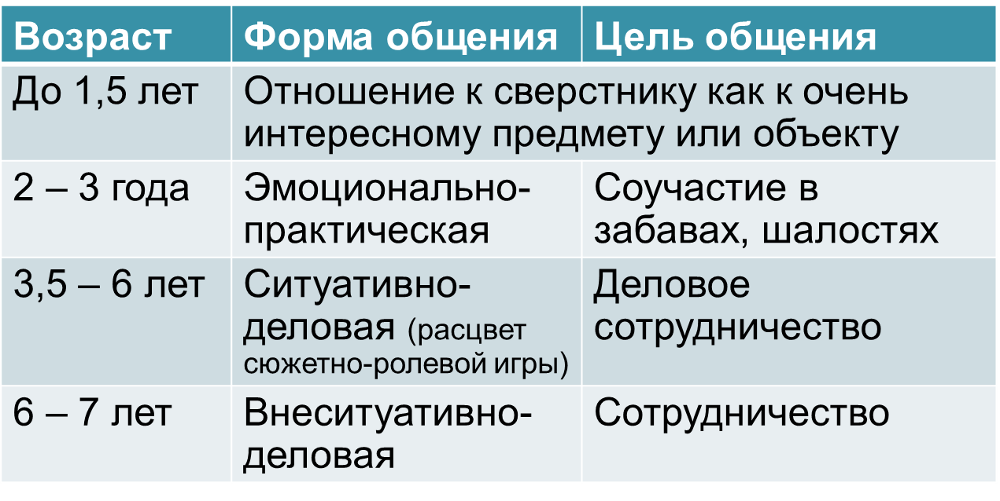 Возраст
Форма общения
Цель общения
До 1,5 лет
Отношение к сверстнику как к очень
интересному предмету или объекту
2 – 3 года
Эмоционально-
практическая
Соучастие в
забавах, шалостях
3,5 – 6 лет
Ситуативно-
деловая (расцвет
сюжетно-ролевой игры)
Деловое
сотрудничество
6 – 7 лет
Внеситуативно-
деловая
Сотрудничество